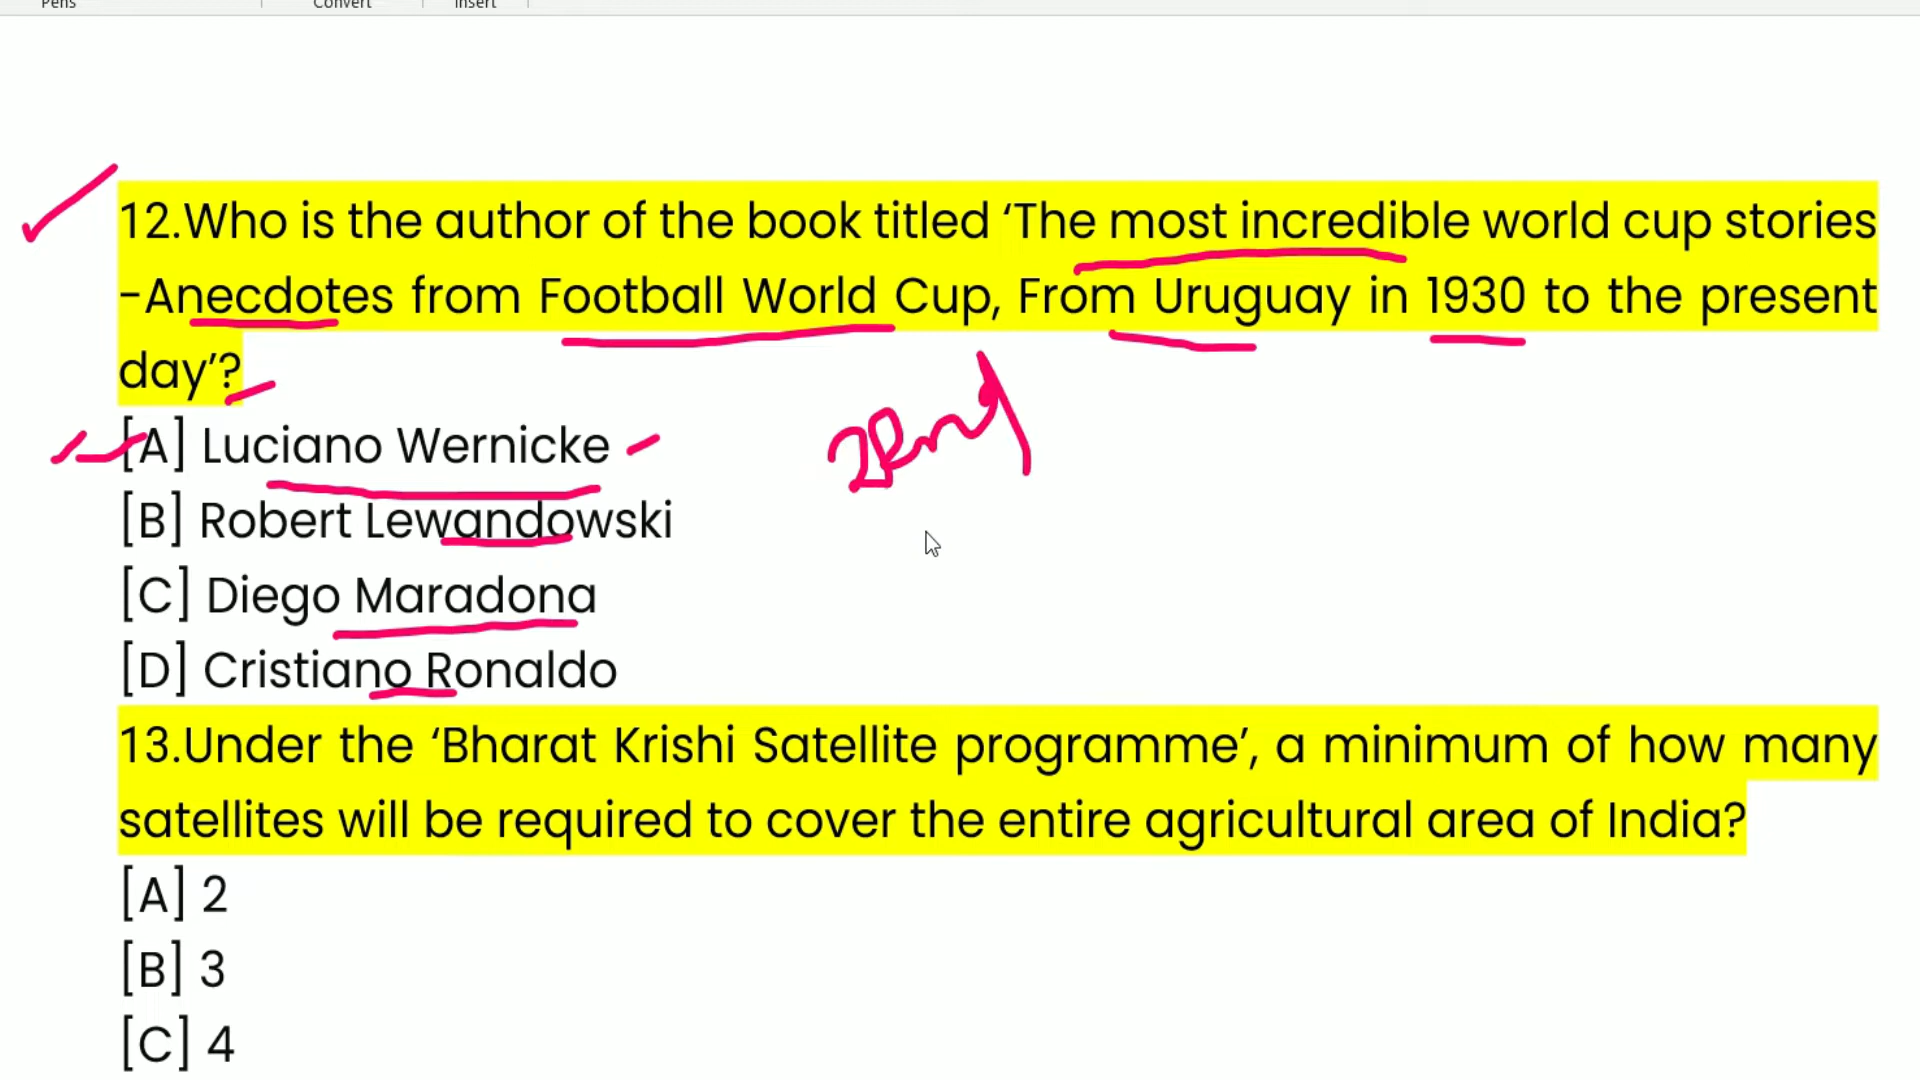 Pens Convert Insert
12.Who is the author of the book titled ‘The most incredible world cup stories
-Anecdotes from Football World Cup, From Uruguay in 1930 to the present
day’?
[A] Luciano Wernicke
[B] Robert Lewandowski
[C] Diego Maradona
[D] Cristiano Ronaldo
13.Under the ‘Bharat Krishi Satellite programme’, a minimum of how many
satellites will be required to cover the entire agricultural area of India?
[A] 2
[B] 3
[C] 4